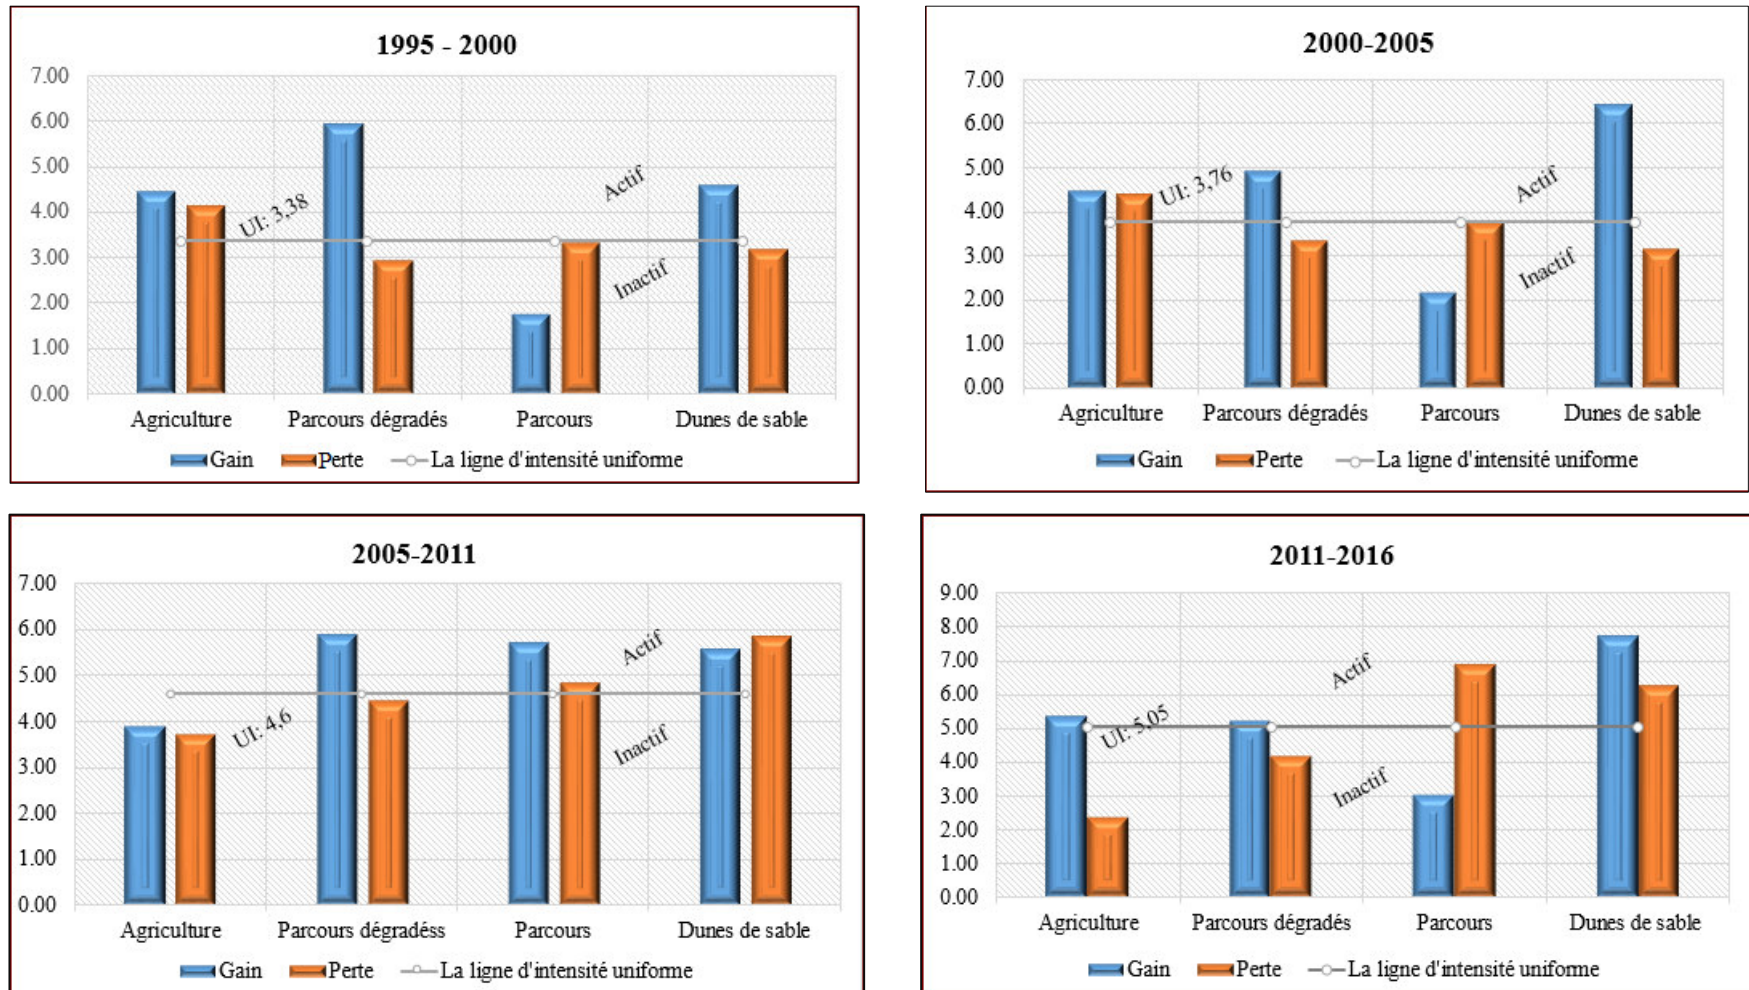 1995 - 2000
7.00
6.00
5.00
4.00
3.00
2.00
1.00
0.00
UI: 3,38
Actif
Inactif
Agriculture Parcours dégradés Parcours Dunes de sable
Gain Perte La ligne d'intensité uniforme
2000-2005
7.00
6.00
5.00
4.00
3.00
2.00
1.00
0.00
UI: 3,76
Actif
Inactif
Agriculture Parcours dégradés Parcours Dunes de sable
Gain Perte La ligne d'intensité uniforme
2005-2011
7.00
6.00
5.00
4.00
3.00
2.00
1.00
0.00
UI: 4,6
Actif
Inactif
Agriculture Parcours dégradéss Parcours Dunes de sable
Gain Perte La ligne d'intensité uniforme
2011-2016
9.00
8.00
7.00
6.00
5.00
4.00
3.00
2.00
1.00
0.00
UI: 5,05
Actif
Inactif
Agriculture Parcours dégradés Parcours Dunes de sable
Gain Perte La ligne d'intensité uniforme